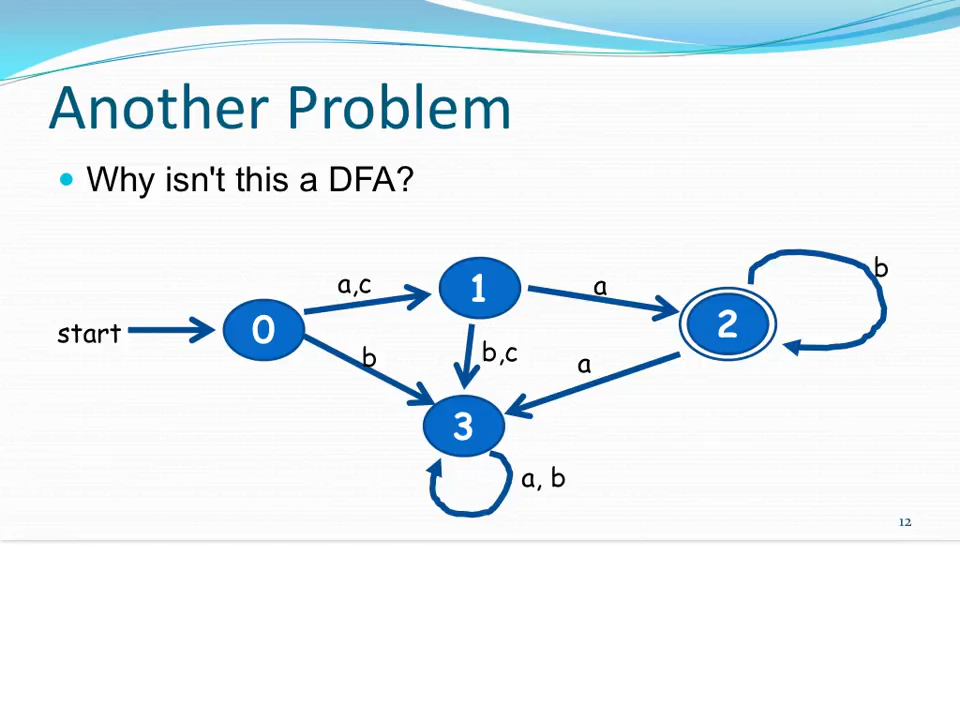 Another Problem
Why isn't this a DFA?
a,c
1
a
b
start
0
b
b,c
a
2
3
a, b
12